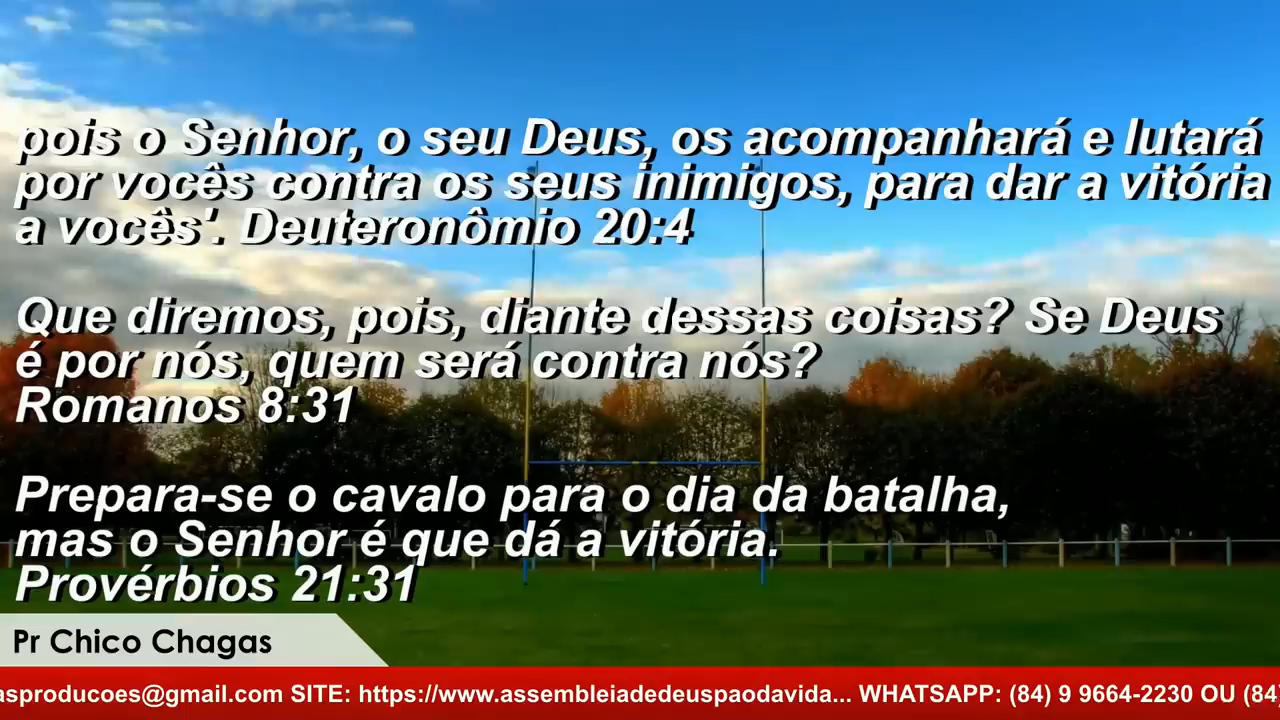 pois o Senhor, o seu Deus, os acompanhará e lutará
por vocês contra os seus inimigos, para dar a vitória
a vocês'. Deuteronômio 20:4
Que diremos, pois, diante dessas coisas? Se Deus
é por nós, quem será contra nós?
Romanos 8:31
Prepara-se o cavalo para o dia da batalha,
mas o Senhor é que dá a vitória.
Provérbios 21:31
Pr Chico Chagas
asproducoes@gmail.com SITE: https://www.assembleiadedeuspaodavida... WHATSAPP: (84) 9 9664-2230 OU (84)